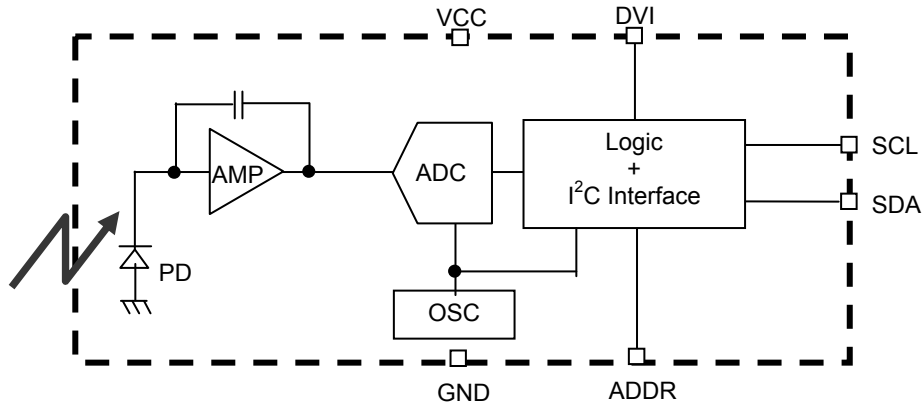 VCC
DVI
Logic
+
I²C Interface
SCL
SDA
AMP
ADC
PD
OSC
GND
ADDR